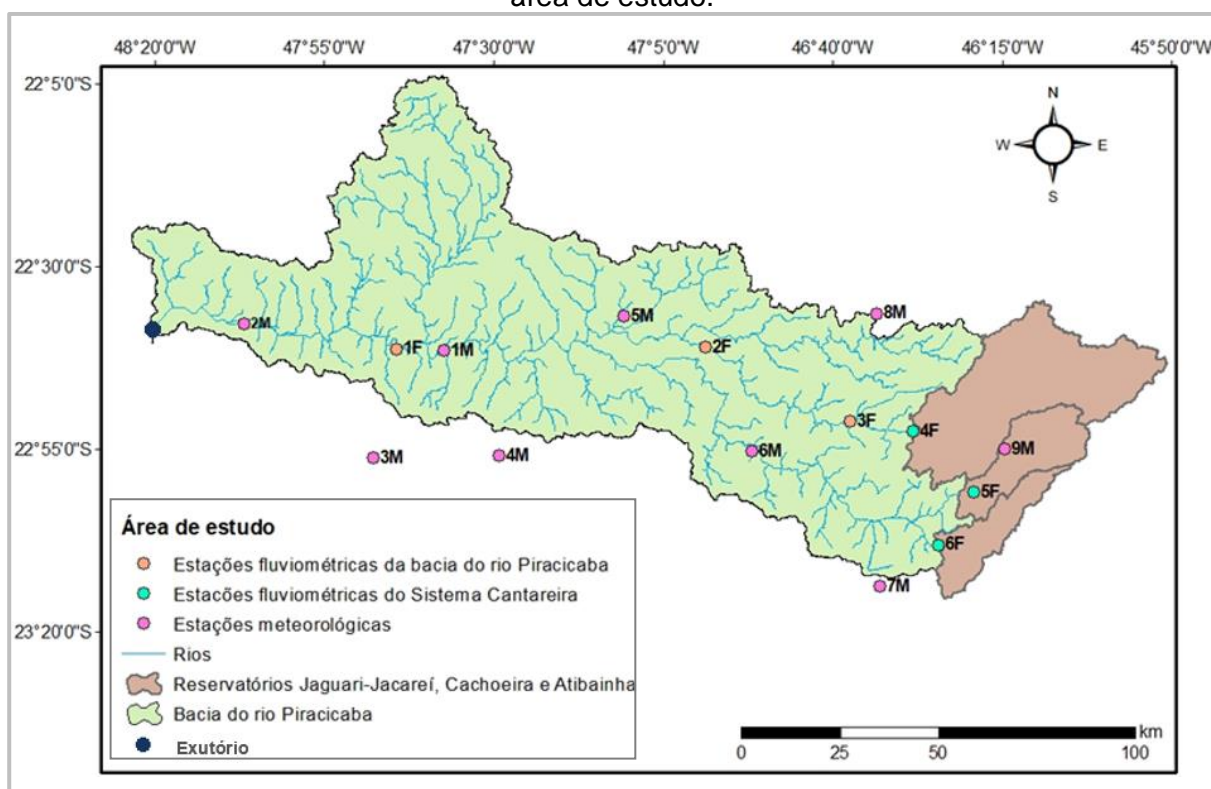 área de estudo.
48°20'0"W 47°55'0"W 47°30'0"W 47°5'0"W 46°40'0"W 46°15'0"W 45°50'0"W
22°5'0"S
N
W E
S
22°30'0"S
8M
5M
2M
1F 1M 2F
3F
4F
22°55'0"S
3M 4M 6M 9M
5F
6F
7M
23°20'0"S
Área de estudo
Estações fluviométricas da bacia do rio Piracicaba
Estacões fluviométricas do Sistema Cantareira
Estações meteorológicas
Rios
Reservatórios Jaguari-Jacareí, Cachoeira e Atibainha
Bacia do rio Piracicaba
Exutório
km
0 25 50 100